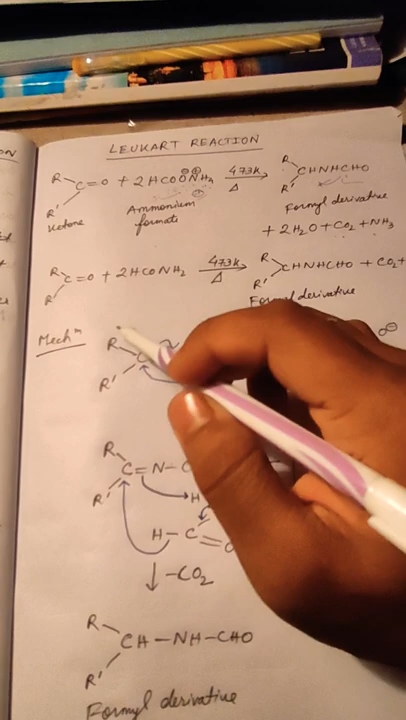 LEUKART REACTION
R
C=O + 2HCOO⊖N⊕H₄ 473K Δ → R CHNHCHO
R' R'
Ketone Ammonium formate Formyl derivative
+ 2H₂O + CO₂ + NH₃
R
C=O + 2HCONH₂ 473K Δ → R CHNHCHO + CO₂ +
R' R'
Formyl derivative
Mechⁿ
R
C
R'
O⊖
R
C=N-C
R' H
H-C=O
↓ -CO₂
R
CH-NH-CHO
R'
Formyl derivative